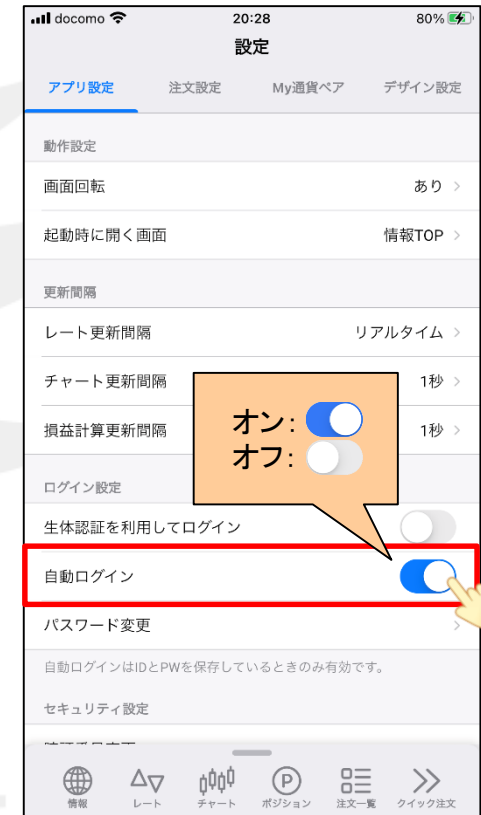 docomo 20:28 80%
設定
アプリ設定 注文設定 My通貨ペア デザイン設定
動作設定
画面回転 あり
起動時に開く画面 情報TOP
更新間隔
レート更新間隔 リアルタイム
チャート更新間隔 1秒
損益計算更新間隔 1秒
オン:
オフ:
ログイン設定
生体認証を利用してログイン
自動ログイン
パスワード変更
自動ログインはIDとPWを保存しているときのみ有効です。
セキュリティ設定
情報 レート チャート ポジション 注文一覧 クイック注文